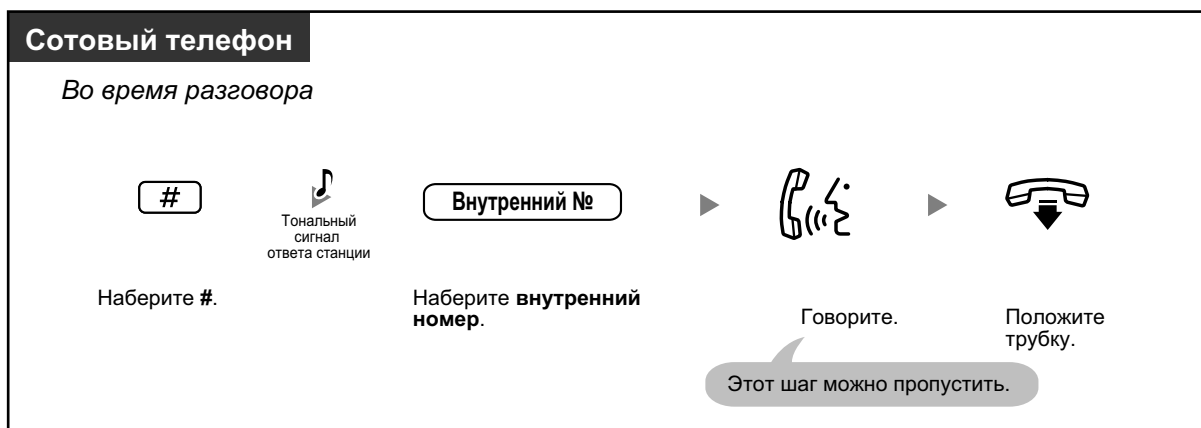 Сотовый телефон
Во время разговора
#
Тональный
сигнал
ответа станции
Внутренний №
Наберите #.
Наберите внутренний
номер.
Говорите.
Положите
трубку.
Этот шаг можно пропустить.